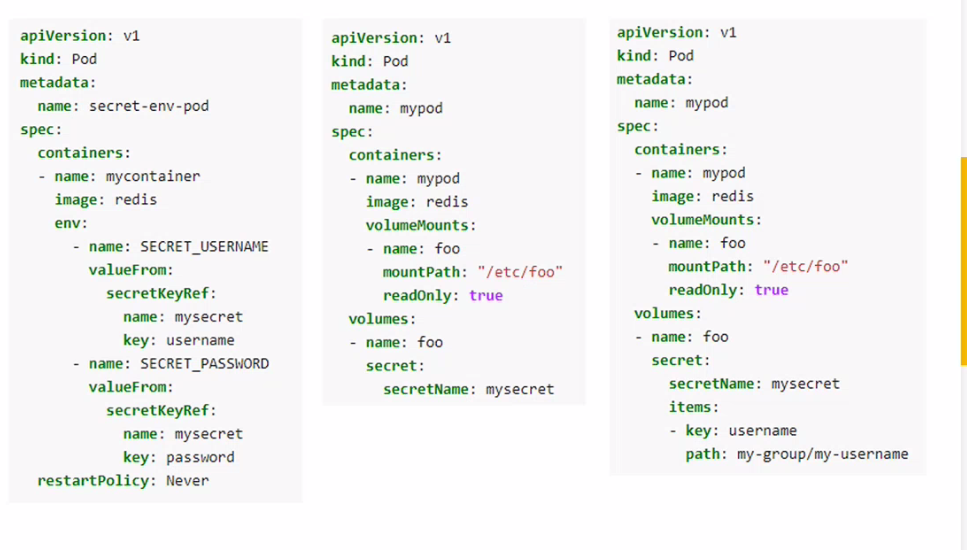 apiVersion: v1
kind: Pod
metadata:
  name: secret-env-pod
spec:
  containers:
  - name: mycontainer
    image: redis
    env:
      - name: SECRET_USERNAME
        valueFrom:
          secretKeyRef:
            name: mysecret
            key: username
      - name: SECRET_PASSWORD
        valueFrom:
          secretKeyRef:
            name: mysecret
            key: password
  restartPolicy: Never
apiVersion: v1
kind: Pod
metadata:
  name: mypod
spec:
  containers:
  - name: mypod
    image: redis
    volumeMounts:
    - name: foo
      mountPath: "/etc/foo"
      readOnly: true
  volumes:
  - name: foo
    secret:
      secretName: mysecret
apiVersion: v1
kind: Pod
metadata:
  name: mypod
spec:
  containers:
  - name: mypod
    image: redis
    volumeMounts:
    - name: foo
      mountPath: "/etc/foo"
      readOnly: true
  volumes:
  - name: foo
    secret:
      secretName: mysecret
      items:
      - key: username
        path: my-group/my-username